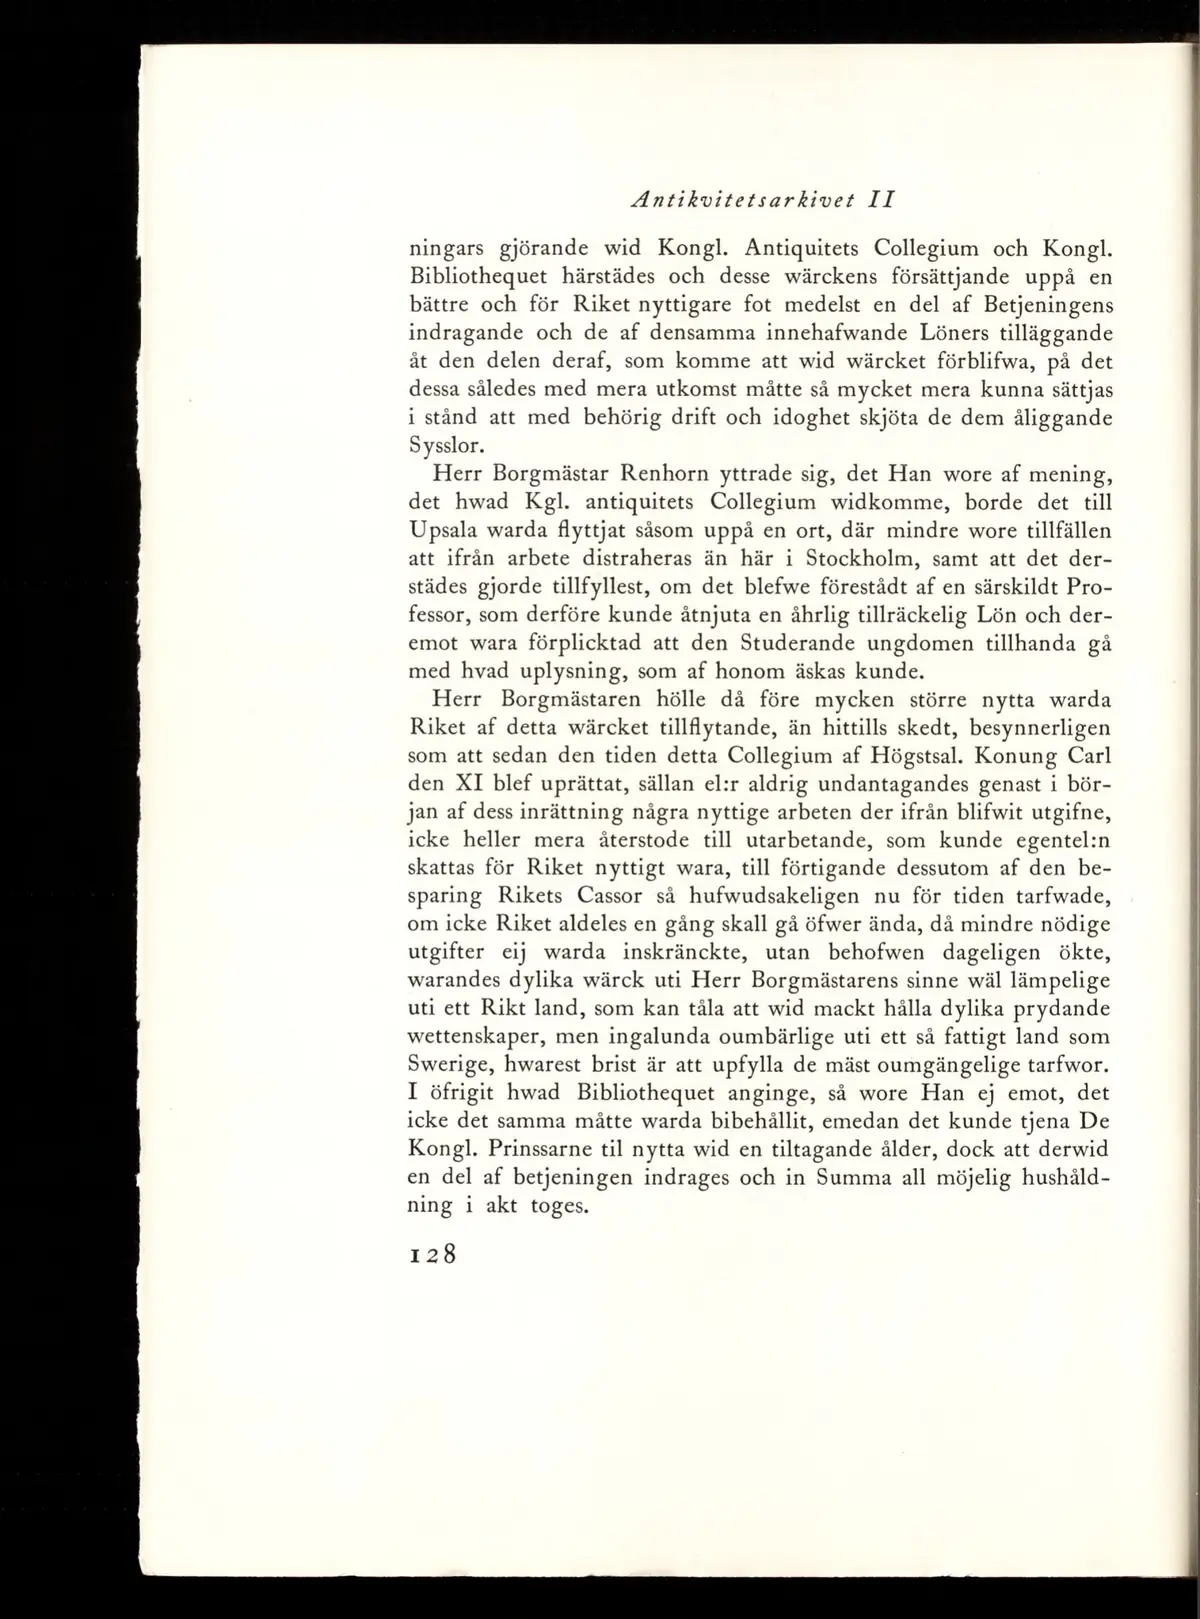 Antikvitetsarkivet II
ningars gjörande wid Kongl. Antiquitets Collegium och Kongl.
Bibliothequet härstädes och desse wärckens försättjande uppå en
bättre och för Riket nyttigare fot medelst en del af Betjeningens
indragande och de af densamma innehafwande Löners tilläggande
åt den delen deraf, som komme att wid wärcket förblifwa, på det
dessa således med mera utkomst måtte så mycket mera kunna sättjas
i stånd att med behörig drift och idoghet skjöta de dem åliggande
Sysslor.
Herr Borgmästar Renhorn yttrade sig, det Han wore af mening,
det hwad Kgl. antiquitets Collegium widkomme, borde det till
Upsala warda flyttjat såsom uppå en ort, där mindre wore tillfällen
att ifrån arbete distraheras än här i Stockholm, samt att det der-
städes gjorde tillfyllest, om det blefwe förestådt af en särskildt Pro-
fessor, som derföre kunde åtnjuta en åhrlig tillräckelig Lön och der-
emot wara förplicktad att den Studerande ungdomen tillhanda gå
med hvad uplysning, som af honom äskas kunde.
Herr Borgmästaren hölle då före mycken större nytta warda
Riket af detta wärcket tillflytande, än hittills skedt, besynnerligen
som att sedan den tiden detta Collegium af Högstsal. Konung Carl
den XI blef uprättat, sällan el:r aldrig undantagandes genast i bör-
jan af dess inrättning några nyttige arbeten der ifrån blifwit utgifne,
icke heller mera återstode till utarbetande, som kunde egentel:n
skattas för Riket nyttigt wara, till förtigande dessutom af den be-
sparing Rikets Cassor så hufwudsakeligen nu för tiden tarfwade,
om icke Riket aldeles en gång skall gå öfwer ända, då mindre nödige
utgifter eij warda inskränckte, utan behofwen dageligen ökte,
warandes dylika wärck uti Herr Borgmästarens sinne wäl lämpelige
uti ett Rikt land, som kan tåla att wid mackt hålla dylika prydande
wettenskaper, men ingalunda oumbärlige uti ett så fattigt land som
Swerige, hwarest brist är att upfylla de mäst oumgängelige tarfwor.
I öfrigit hwad Bibliothequet anginge, så wore Han ej emot, det
icke det samma måtte warda bibehållit, emedan det kunde tjena De
Kongl. Prinssarne til nytta wid en tiltagande ålder, dock att derwid
en del af betjeningen indrages och in Summa all möjelig hushåld-
ning i akt toges.
128